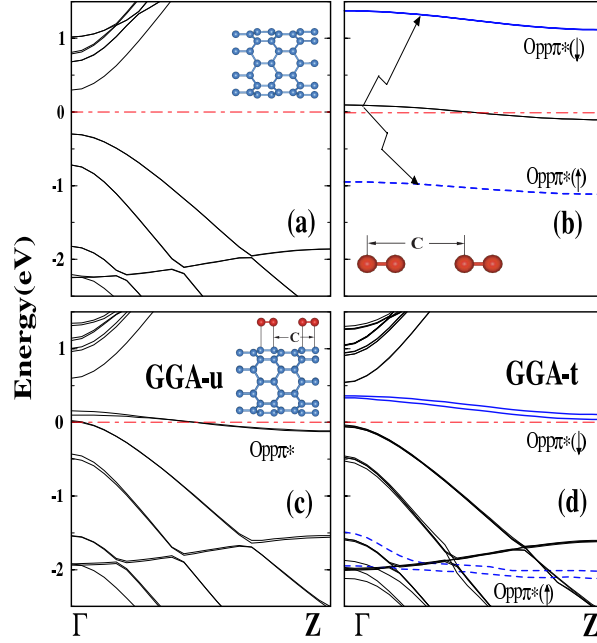 Energy(eV)
1
0
-1
-2
(a)
Oppπ*(↓)
Oppπ*(↑)
(b)
C
1
0
-1
-2
GGA-u
C
Oppπ*
(c)
GGA-t
Oppπ*(↓)
(d)
Oppπ*(↑)
Γ
Z
Γ
Z